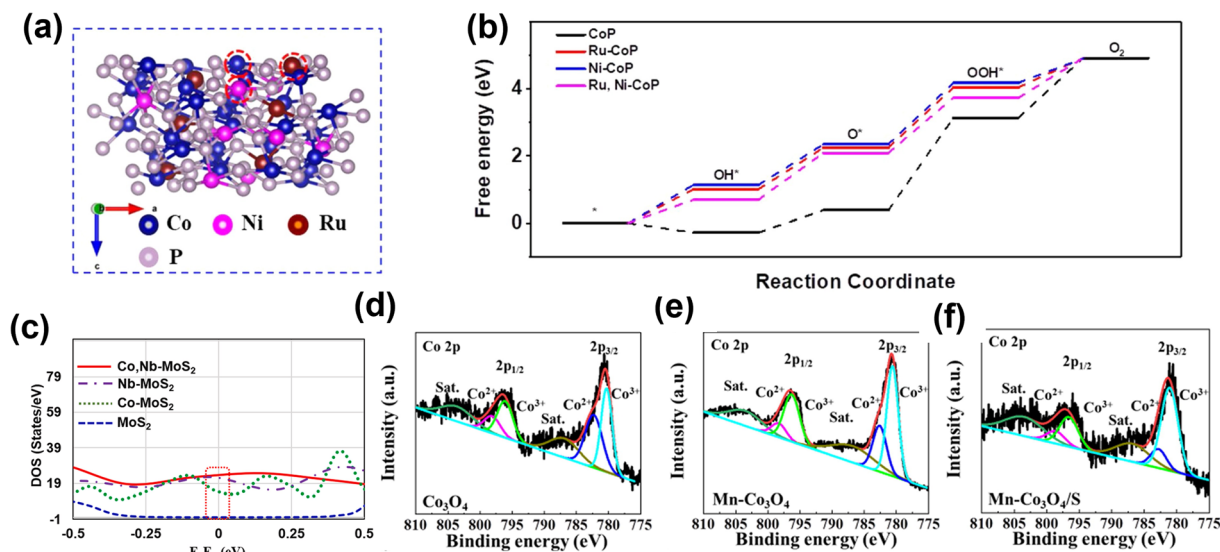 (a)
b
a
c
Co
Ni
Ru
P
(b)
CoP
Ru-CoP
Ni-CoP
Ru, Ni-CoP
*
OH*
O*
OOH*
O₂
Free energy (eV)
4
2
0
Reaction Coordinate
(c)
Co,Nb-MoS₂
Nb-MoS₂
Co-MoS₂
MoS₂
DOS (States/eV)
79
59
39
19
-1
-0.5
-0.25
0
0.25
0.5
(eV)
(d)
Co 2p
2p₃/₂
2p₁/₂
Sat.
Co²⁺
Co³⁺
Sat.
Co²⁺
Co³⁺
Co₃O₄
Intensity (a.u.)
810 805 800 795 790 785 780 775
Binding energy (eV)
(e)
Co 2p
2p₃/₂
2p₁/₂
Sat.
Co²⁺
Co³⁺
Sat.
Co²⁺
Co³⁺
Mn-Co₃O₄
Intensity (a.u.)
810 805 800 795 790 785 780 775
Binding energy (eV)
(f)
Co 2p
2p₃/₂
2p₁/₂
Sat.
Co²⁺
Co³⁺
Sat.
Co²⁺
Co³⁺
Mn-Co₃O₄/S
Intensity (a.u.)
810 805 800 795 790 785 780 775
Binding energy (eV)